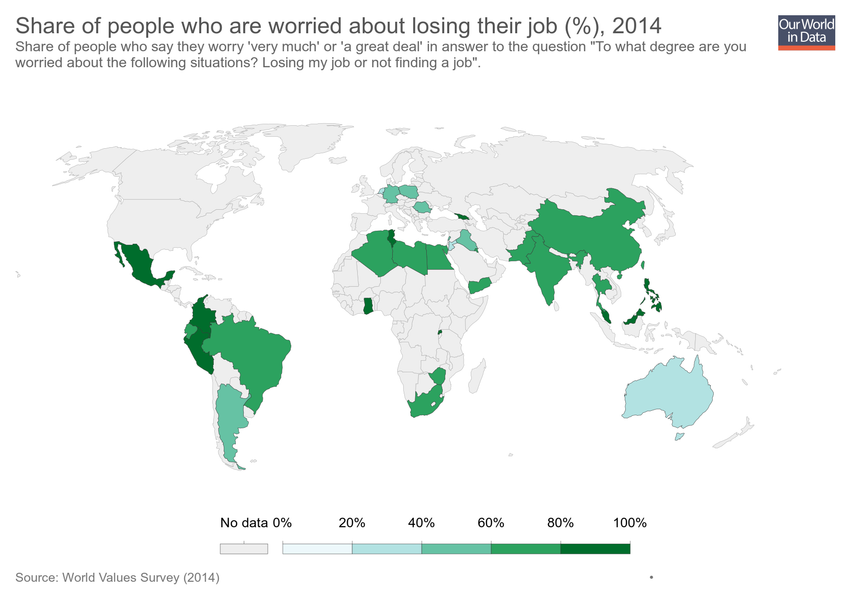 Share of people who are worried about losing their job (%), 2014
Our World
in Data
Share of people who say they worry 'very much' or 'a great deal' in answer to the question "To what degree are you
worried about the following situations? Losing my job or not finding a job".
No data 0% 20% 40% 60% 80% 100%
Source: World Values Survey (2014)